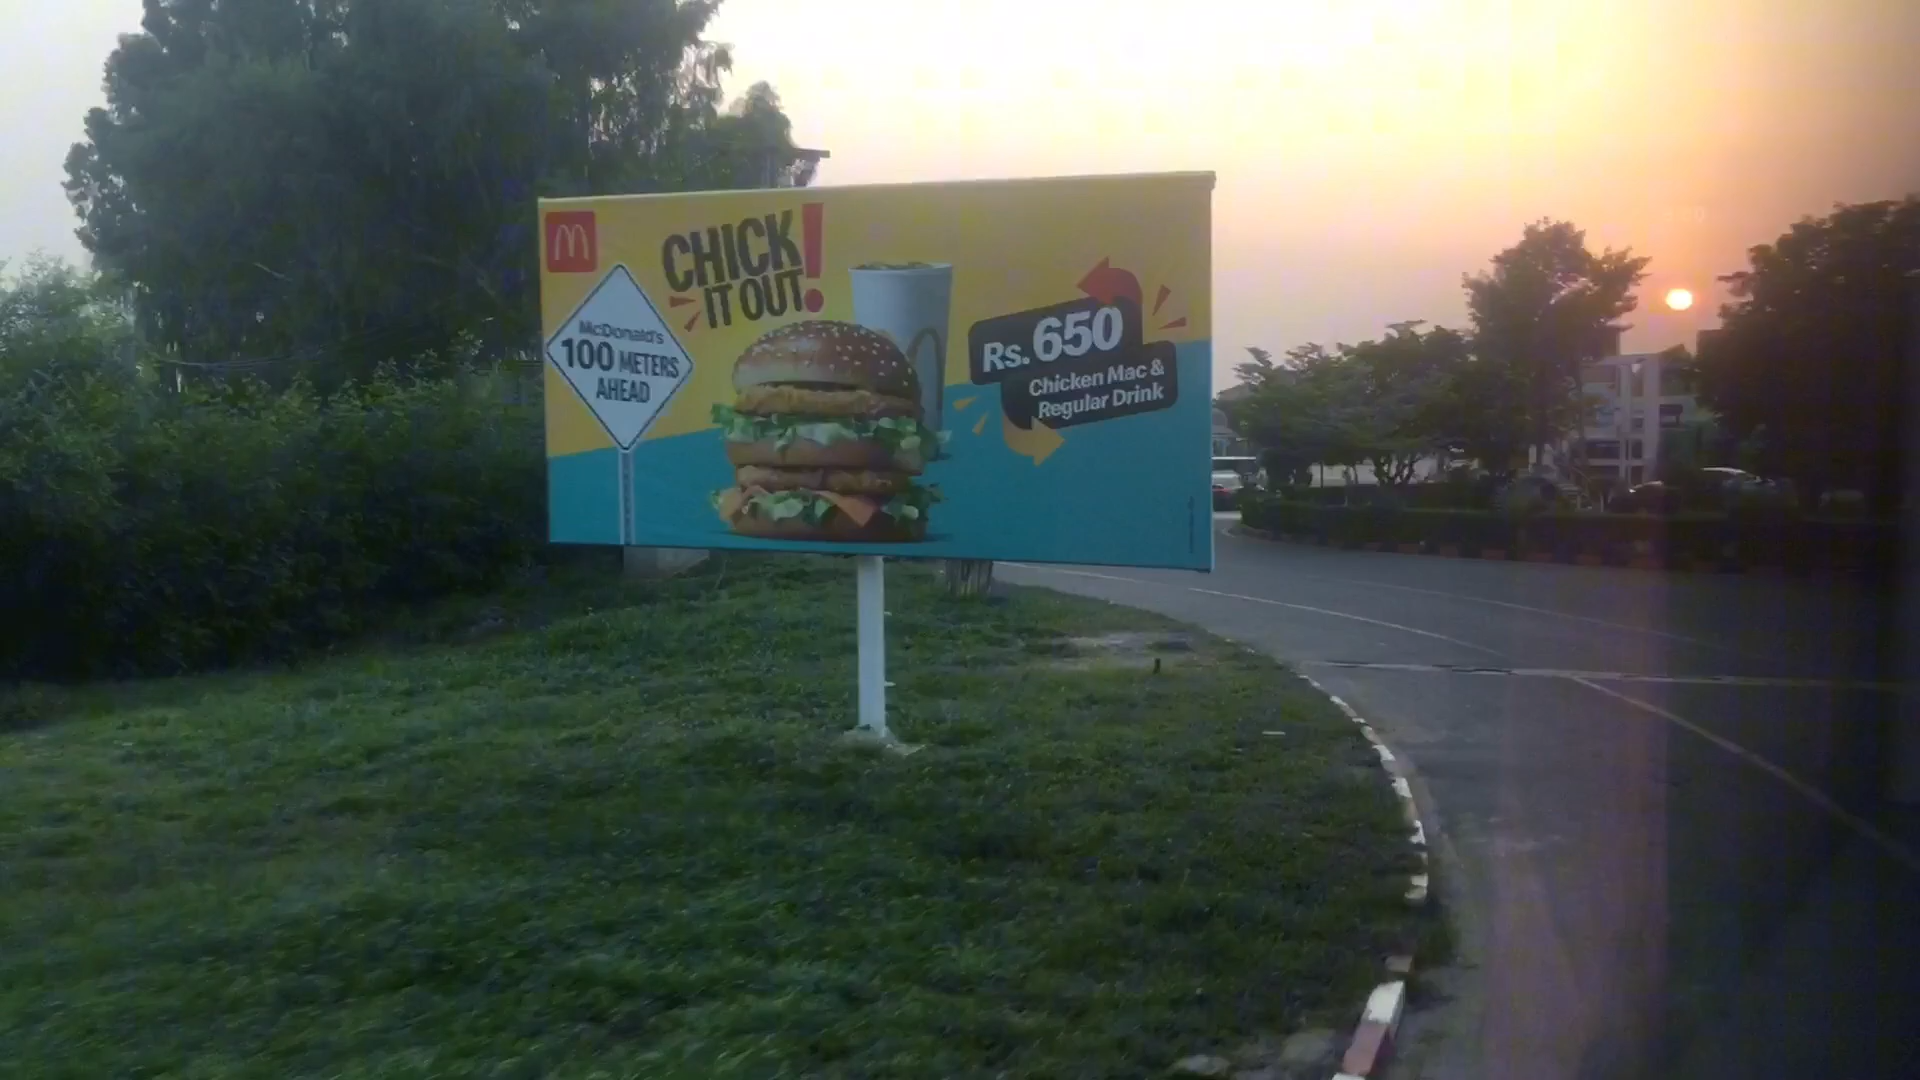 CHICK
IT OUT!
McDonald's
100 METERS
AHEAD
Rs. 650
Chicken Mac &
Regular Drink